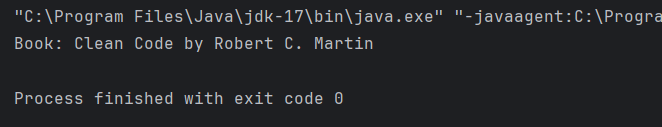 "C:\Program Files\Java\jdk-17\bin\java.exe" "-javaagent:C:\Progra
Book: Clean Code by Robert C. Martin
Process finished with exit code 0